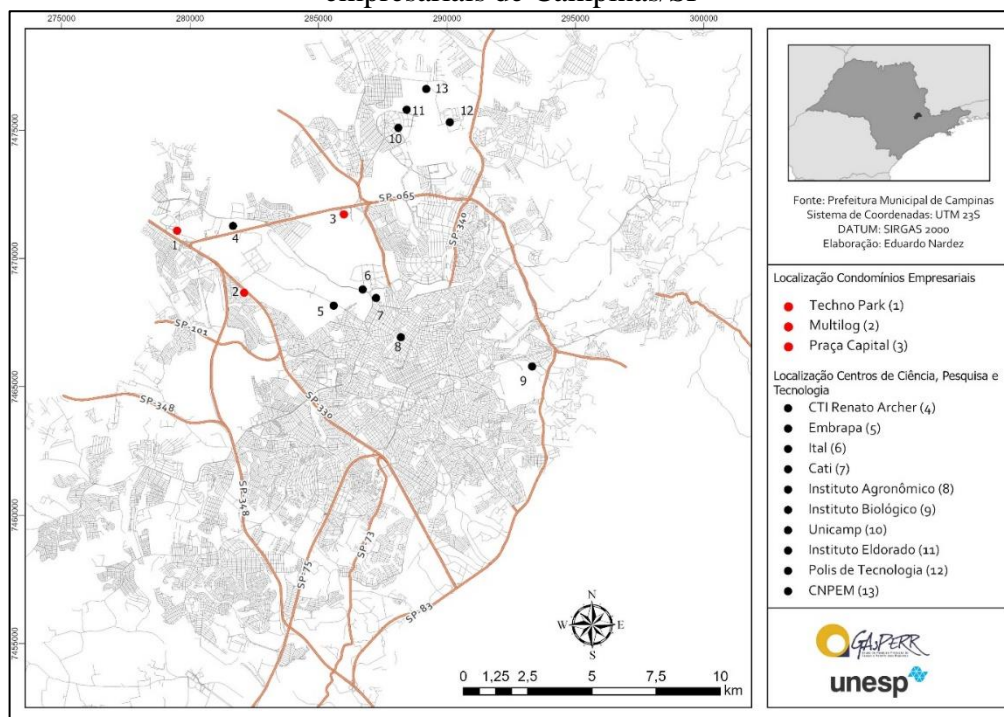 empresariais de Campinas/SP
275000
280000
285000
290000
295000
300000
7475000
7470000
7465000
7460000
7455000
13
11
12
10
SP-065
3
SP-340
1
4
2
6
5
7
SP-101
8
9
SP-348
SP-330
SP-348
SP-75
SP-73
SP-83
N
W
E
S
0 1,25 2,5 5 7,5 10
km
Fonte: Prefeitura Municipal de Campinas
Sistema de Coordenadas: UTM 23S
DATUM: SIRGAS 2000
Elaboração: Eduardo Nardez
Localização Condomínios Empresariais
Techno Park (1)
Multilog (2)
Praça Capital (3)
Localização Centros de Ciência, Pesquisa e
Tecnologia
CTI Renato Archer (4)
Embrapa (5)
Ital (6)
Cati (7)
Instituto Agronômico (8)
Instituto Biológico (9)
Unicamp (10)
Instituto Eldorado (11)
Polis de Tecnologia (12)
CNPEM (13)
GAsPERR
unesp